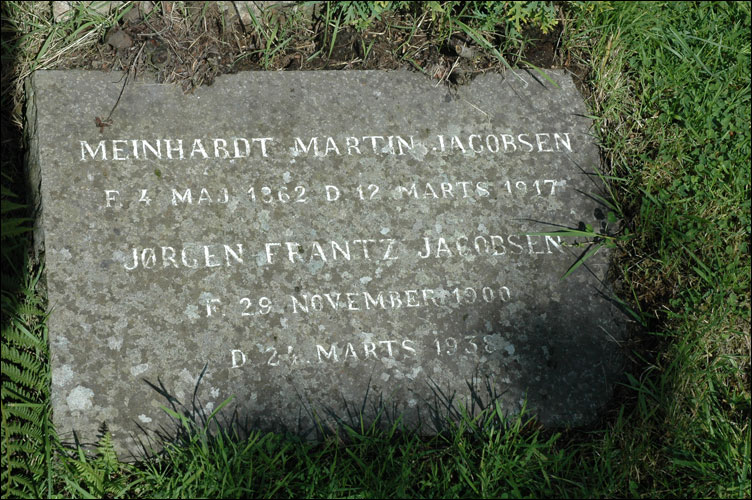 MEINHARDT MARTIN JACOBSEN
F. 4 MAJ 1862 D. 12 MARTS 1917
JØRGEN FRANTZ JACOBSEN
F. 29 NOVEMBER 1900
D. 24. MARTS 1938